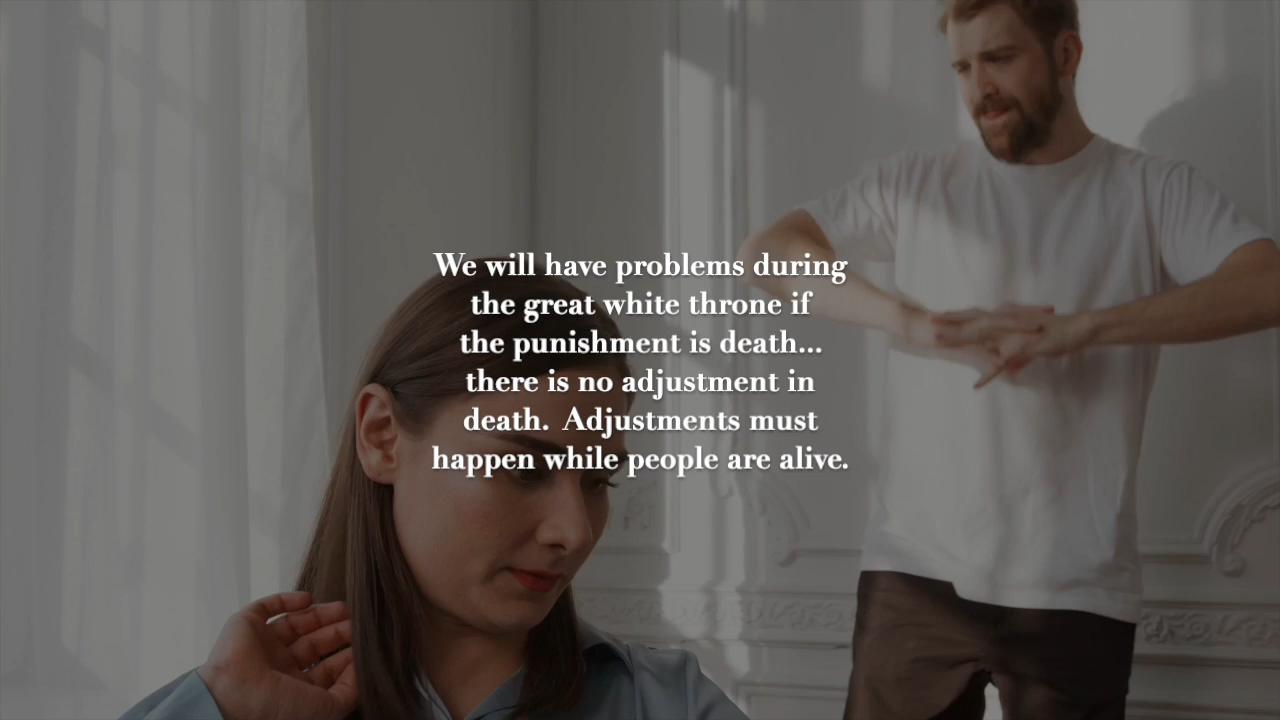 We will have problems during
the great white throne if
the punishment is death...
there is no adjustment in
death.  Adjustments must
happen while people are alive.